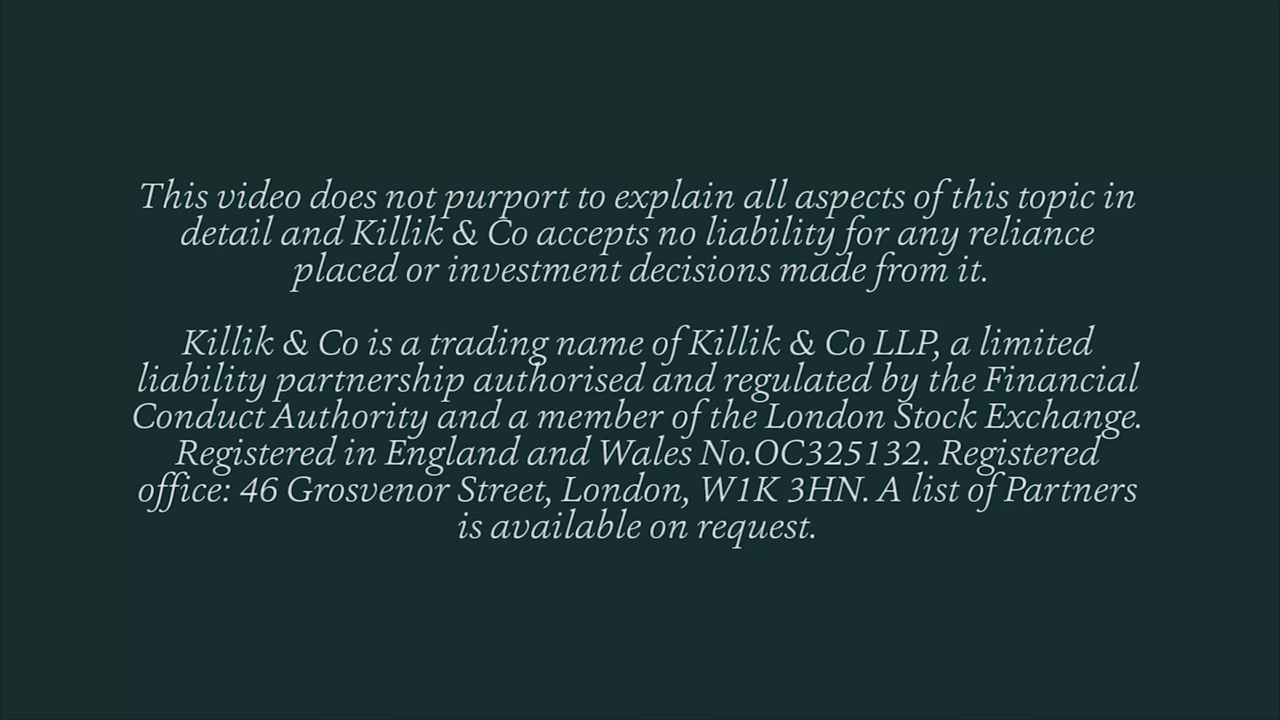 This video does not purport to explain all aspects of this topic in
detail and Killik & Co accepts no liability for any reliance
placed or investment decisions made from it.
Killik & Co is a trading name of Killik & Co LLP, a limited
liability partnership authorised and regulated by the Financial
Conduct Authority and a member of the London Stock Exchange.
Registered in England and Wales No.OC325132. Registered
office: 46 Grosvenor Street, London, W1K 3HN. A list of Partners
is available on request.